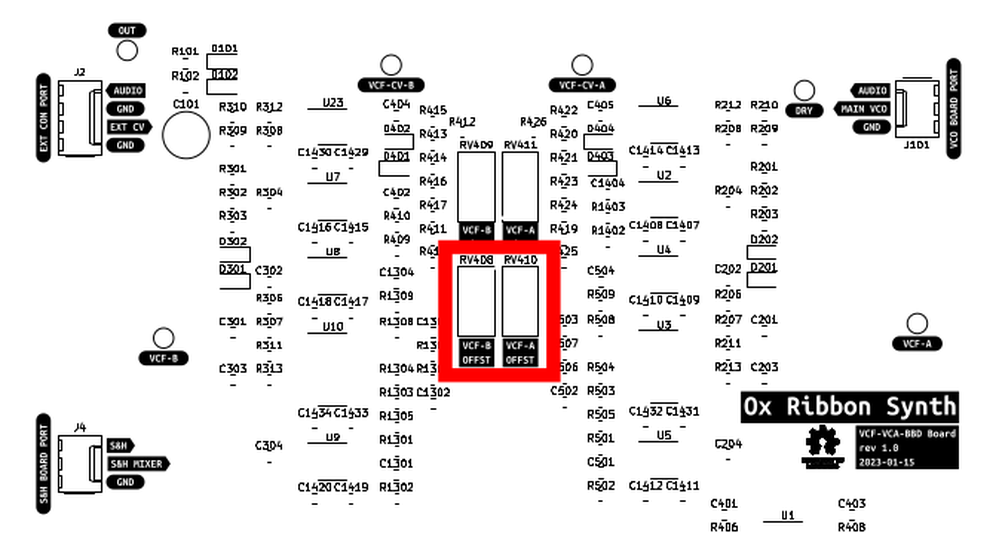 OUT
R101 D1D1
J2
R102 D1D2
VCF-CV-B VCF-CV-A
EXT CON PORT
AUDIO
GND
EXT CV
GND
C101
R310 R312 U23 C404 R415 R422 C405 U6 R212 R210
DRY
AUDIO
MAIN VCO
GND
J1D1
VCO BOARD PORT
R412 R426
R309 R308 D4D2 R413 R420 D404 R208 R209
RV409 RV411
C1430 C1429 D4D1 R414 R421 D403 C1414 C1413
R301 U7 R416 R423 C1404 U2 R201
R302 R304 C402 R417 R424 R1403 R204 R202
R303 R410 R203
C1416 C1415 R411 VCF-B VCF-A R419 R1402 C1408 C1407
D302 R409 D202
U8 U4
RV408 RV410
D301 C302 C1304 C504 C202 D201
R306 R1309 R509 R206
C1418 C1417 C1410 C1409
C301 R307 U10 R1308 R508 U3 R207 C201
VCF-B VCF-A
R311 VCF-B VCF-A R211
OFFST OFFST
C303 R313 R1304 R504 R213 C203
R1303 C1302 C502 R503
0x Ribbon Synth
C1434 C1433 R1305 R505 C1432 C1431
S&H BOARD PORT
J4
S&H
S&H MIXER
GND
U9 R1301 R501 U5
VCF-VCA-BBD Board
rev 1.0
2023-01-15
C304 C204
C1301 C501
C1420 C1419 R1302 R502 C1412 C1411
C401 C403
U1
R406 R408